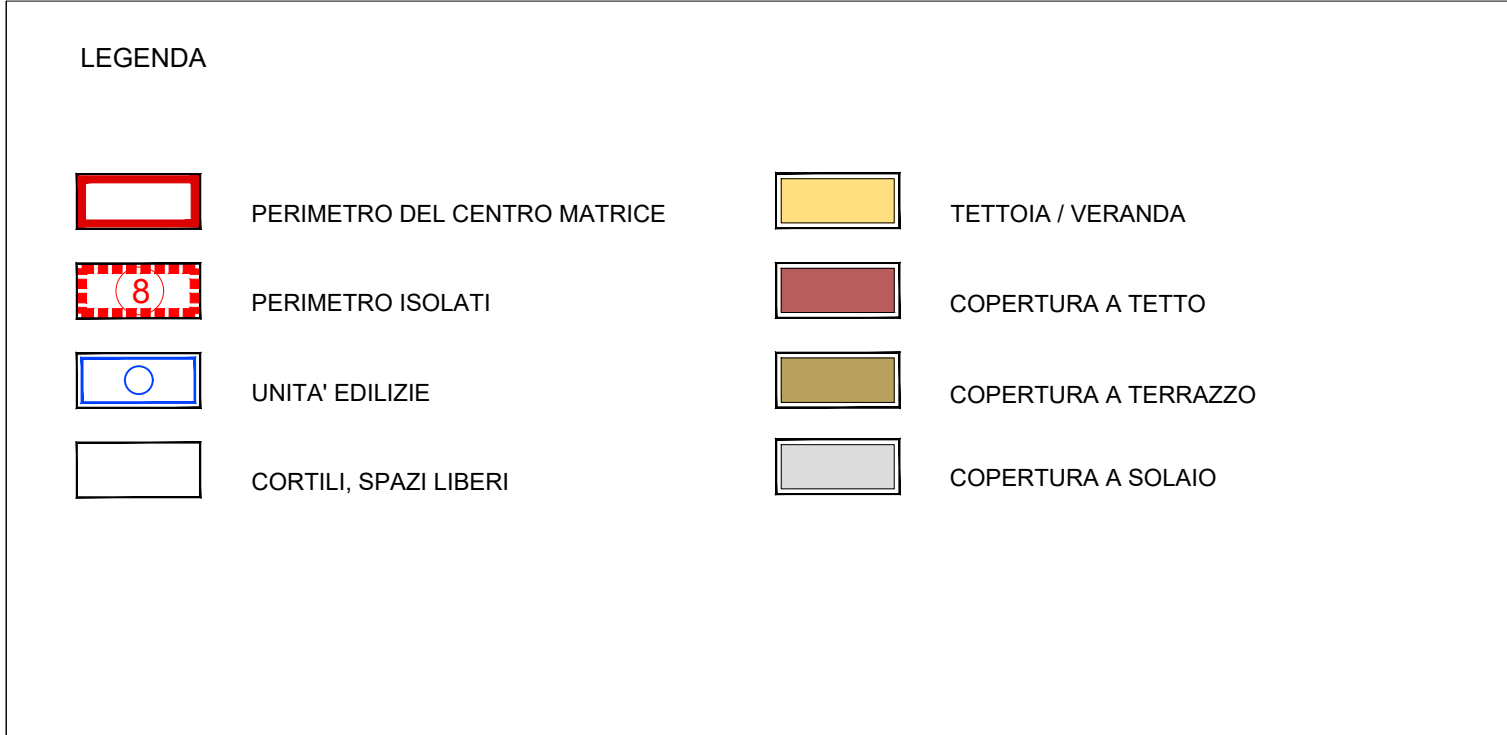 LEGENDA
PERIMETRO DEL CENTRO MATRICE
8
PERIMETRO ISOLATI
UNITA' EDILIZIE
CORTILI, SPAZI LIBERI
TETTOIA / VERANDA
COPERTURA A TETTO
COPERTURA A TERRAZZO
COPERTURA A SOLAIO